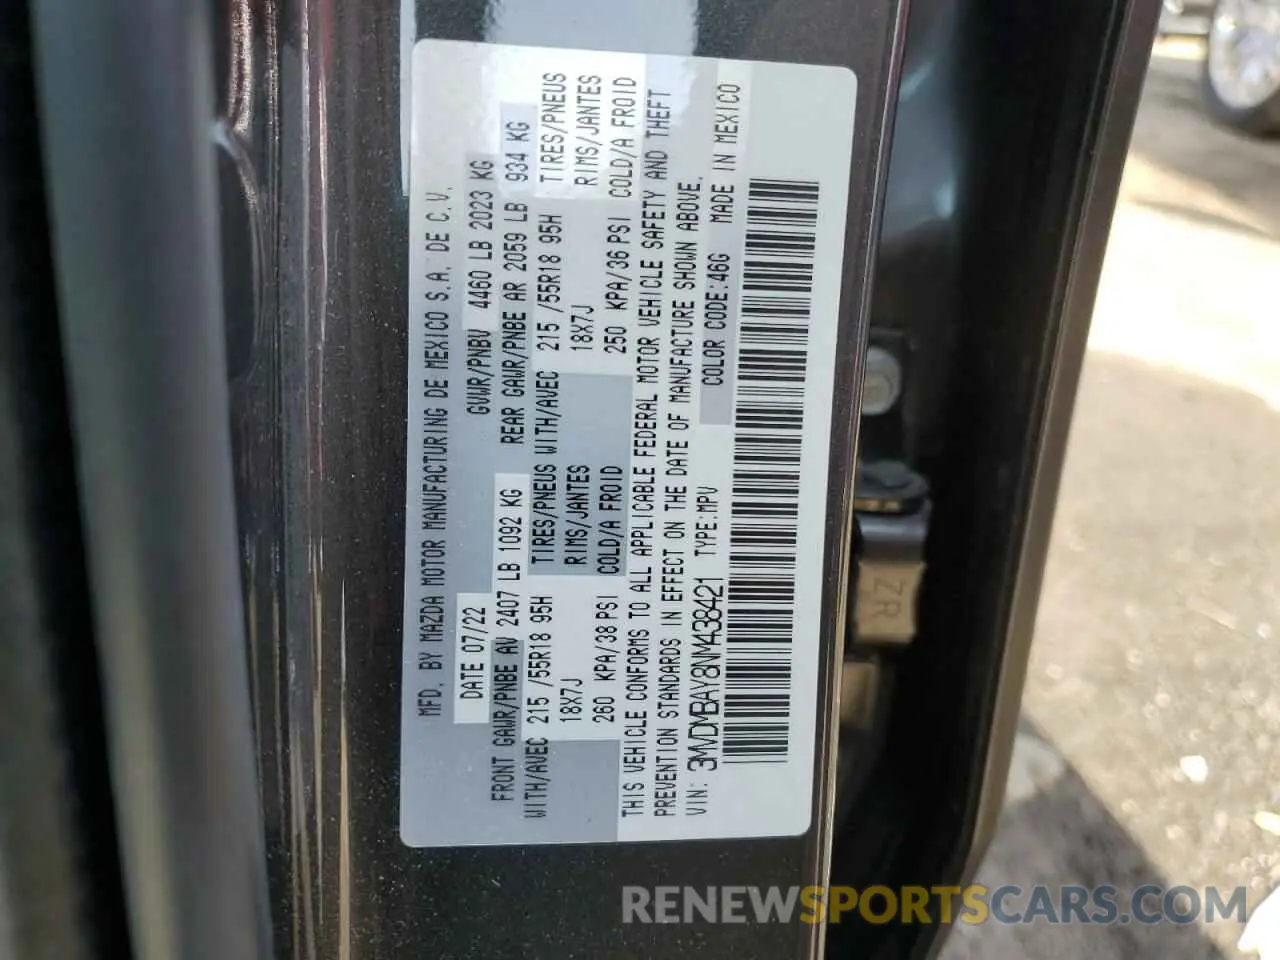 MFD. BY MAZDA MOTOR MANUFACTURING DE MEXICO S.A. DE C.V.
DATE 07/22 GVWR/PNBV 4460 LB 2023 KG
FRONT GAWR/PNBE AV 2407 LB 1092 KG REAR GAWR/PNBE AR 2059 LB 934 KG
WITH/AVEC 215 /55R18 95H TIRES/PNEUS WITH/AVEC 215 /55R18 95H TIRES/PNEUS
18X7J RIMS/JANTES 18X7J RIMS/JANTES
260 KPA/38 PSI COLD/A FROID 250 KPA/36 PSI COLD/A FROID
THIS VEHICLE CONFORMS TO ALL APPLICABLE FEDERAL MOTOR VEHICLE SAFETY AND THEFT
PREVENTION STANDARDS IN EFFECT ON THE DATE OF MANUFACTURE SHOWN ABOVE.
VIN: 3MVDMBAY8NM438421 TYPE:MPV COLOR CODE:46G MADE IN MEXICO
ZR
RENEWSPORTSCARS.COM